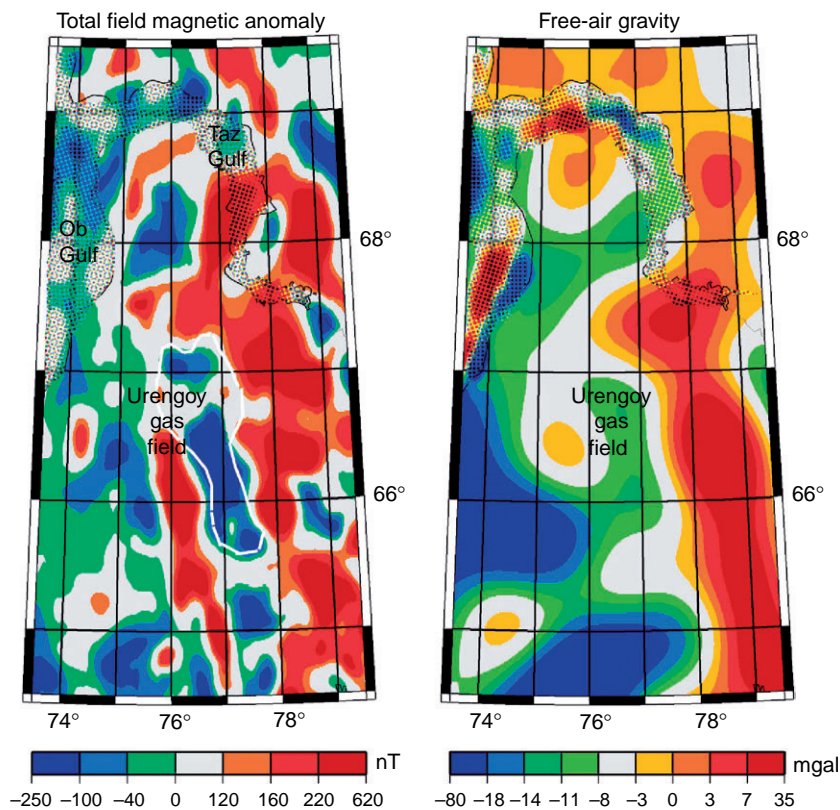 Total field magnetic anomaly
Free-air gravity
Taz
Gulf
Ob
Gulf
68°
68°
Urengoy
gas
field
Urengoy
gas
field
66°
66°
74°
76°
78°
74°
76°
78°
nT
mgal
−250 −100 −40 0 120 160 220 620
−80 −18 −14 −11 −8 −3 0 3 7 35